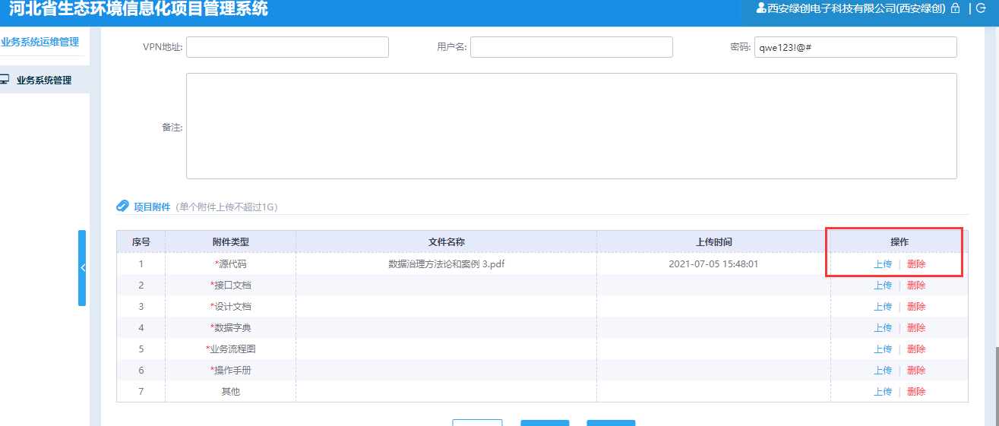 河北省生态环境信息化项目管理系统
西安绿创电子科技有限公司(西安绿创) |
业务系统运维管理
业务系统管理
VPN地址: 用户名: 密码: qwe123!@#
备注:
项目附件 (单个附件上传不超过1G)
序号 附件类型 文件名称 上传时间 操作
1 *源代码 数据治理方法论和案例 3.pdf 2021-07-05 15:48:01 上传 | 删除
2 *接口文档 上传 | 删除
3 *设计文档 上传 | 删除
4 *数据字典 上传 | 删除
5 *业务流程图 上传 | 删除
6 *操作手册 上传 | 删除
7 其他 上传 | 删除